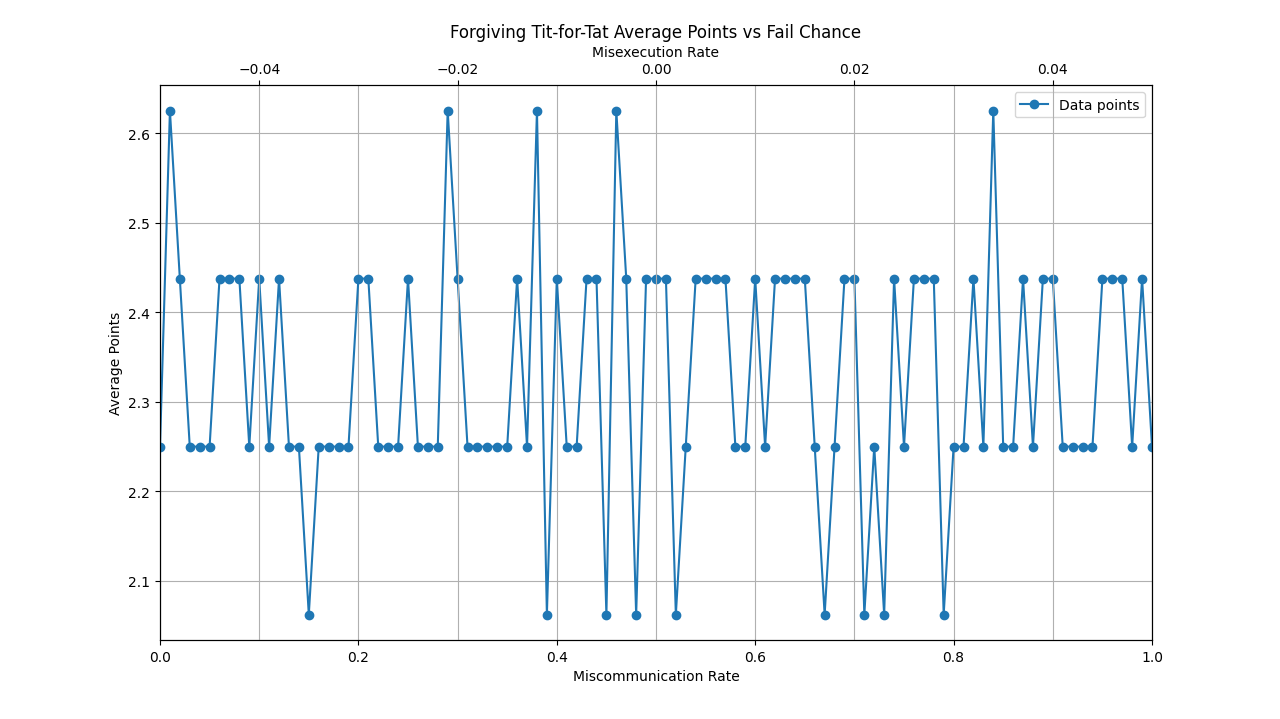 Forgiving Tit-for-Tat Average Points vs Fail Chance
Misexecution Rate
−0.04 −0.02 0.00 0.02 0.04
Data points
2.6
2.5
2.4
2.3
2.2
2.1
Average Points
0.0 0.2 0.4 0.6 0.8 1.0
Miscommunication Rate